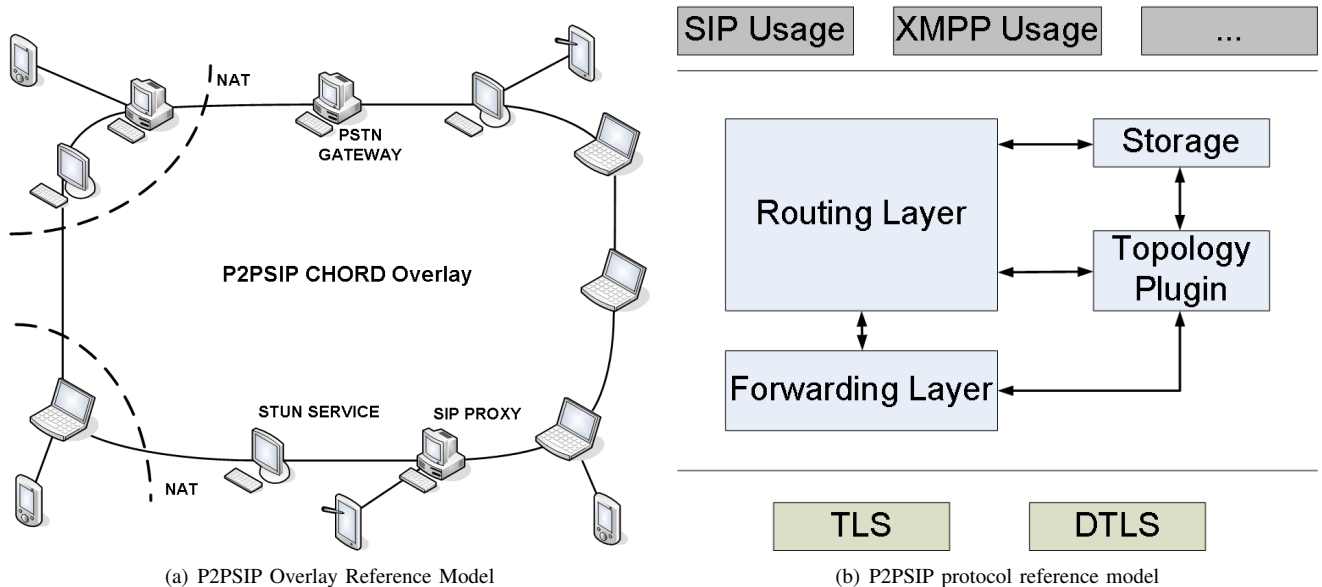 NAT
PSTN
GATEWAY
P2PSIP CHORD Overlay
STUN SERVICE
SIP PROXY
NAT
(a) P2PSIP Overlay Reference Model
SIP Usage
XMPP Usage
...
Routing Layer
Storage
Topology
Plugin
Forwarding Layer
TLS
DTLS
(b) P2PSIP protocol reference model